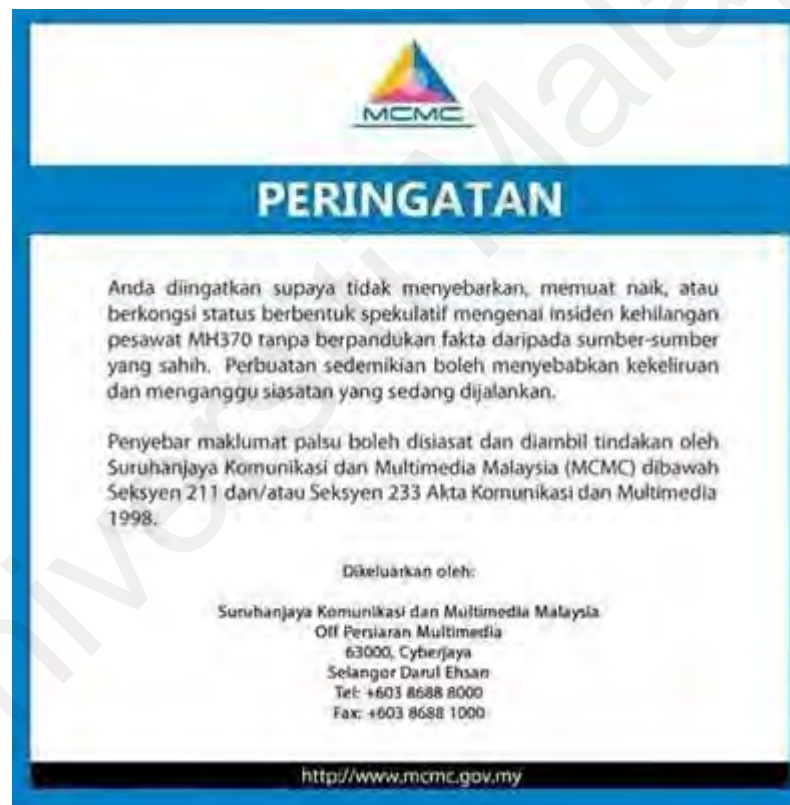 MCMC
PERINGATAN
Anda diingatkan supaya tidak menyebarkan, memuat naik, atau
berkongsi status berbentuk spekulatif mengenai insiden kehilangan
pesawat MH370 tanpa berpandukan fakta daripada sumber-sumber
yang sahih. Perbuatan sedemikian boleh menyebabkan kekeliruan
dan menganggu siasatan yang sedang dijalankan.
Penyebar maklumat palsu boleh disiasat dan diambil tindakan oleh
Suruhanjaya Komunikasi dan Multimedia Malaysia (MCMC) dibawah
Seksyen 211 dan/atau Seksyen 233 Akta Komunikasi dan Multimedia
1998.
Dikeluarkan oleh:
Suruhanjaya Komunikasi dan Multimedia Malaysia
Off Persiaran Multimedia
63000, Cyberjaya
Selangor Darul Ehsan
Tel: +603 8688 8000
Fax: +603 8688 1000
http://www.mcmc.gov.my